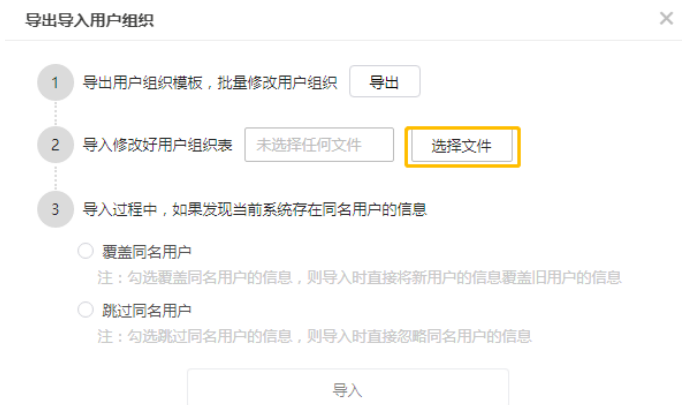 导出导入用户组织
1 导出用户组织模板，批量修改用户组织 导出
2 导入修改好用户组织表 未选择任何文件 选择文件
3 导入过程中，如果发现当前系统存在同名用户的信息
覆盖同名用户
注：勾选覆盖同名用户的信息，则导入时直接将新用户的信息覆盖旧用户的信息
跳过同名用户
注：勾选跳过同名用户的信息，则导入时直接忽略同名用户的信息
导入